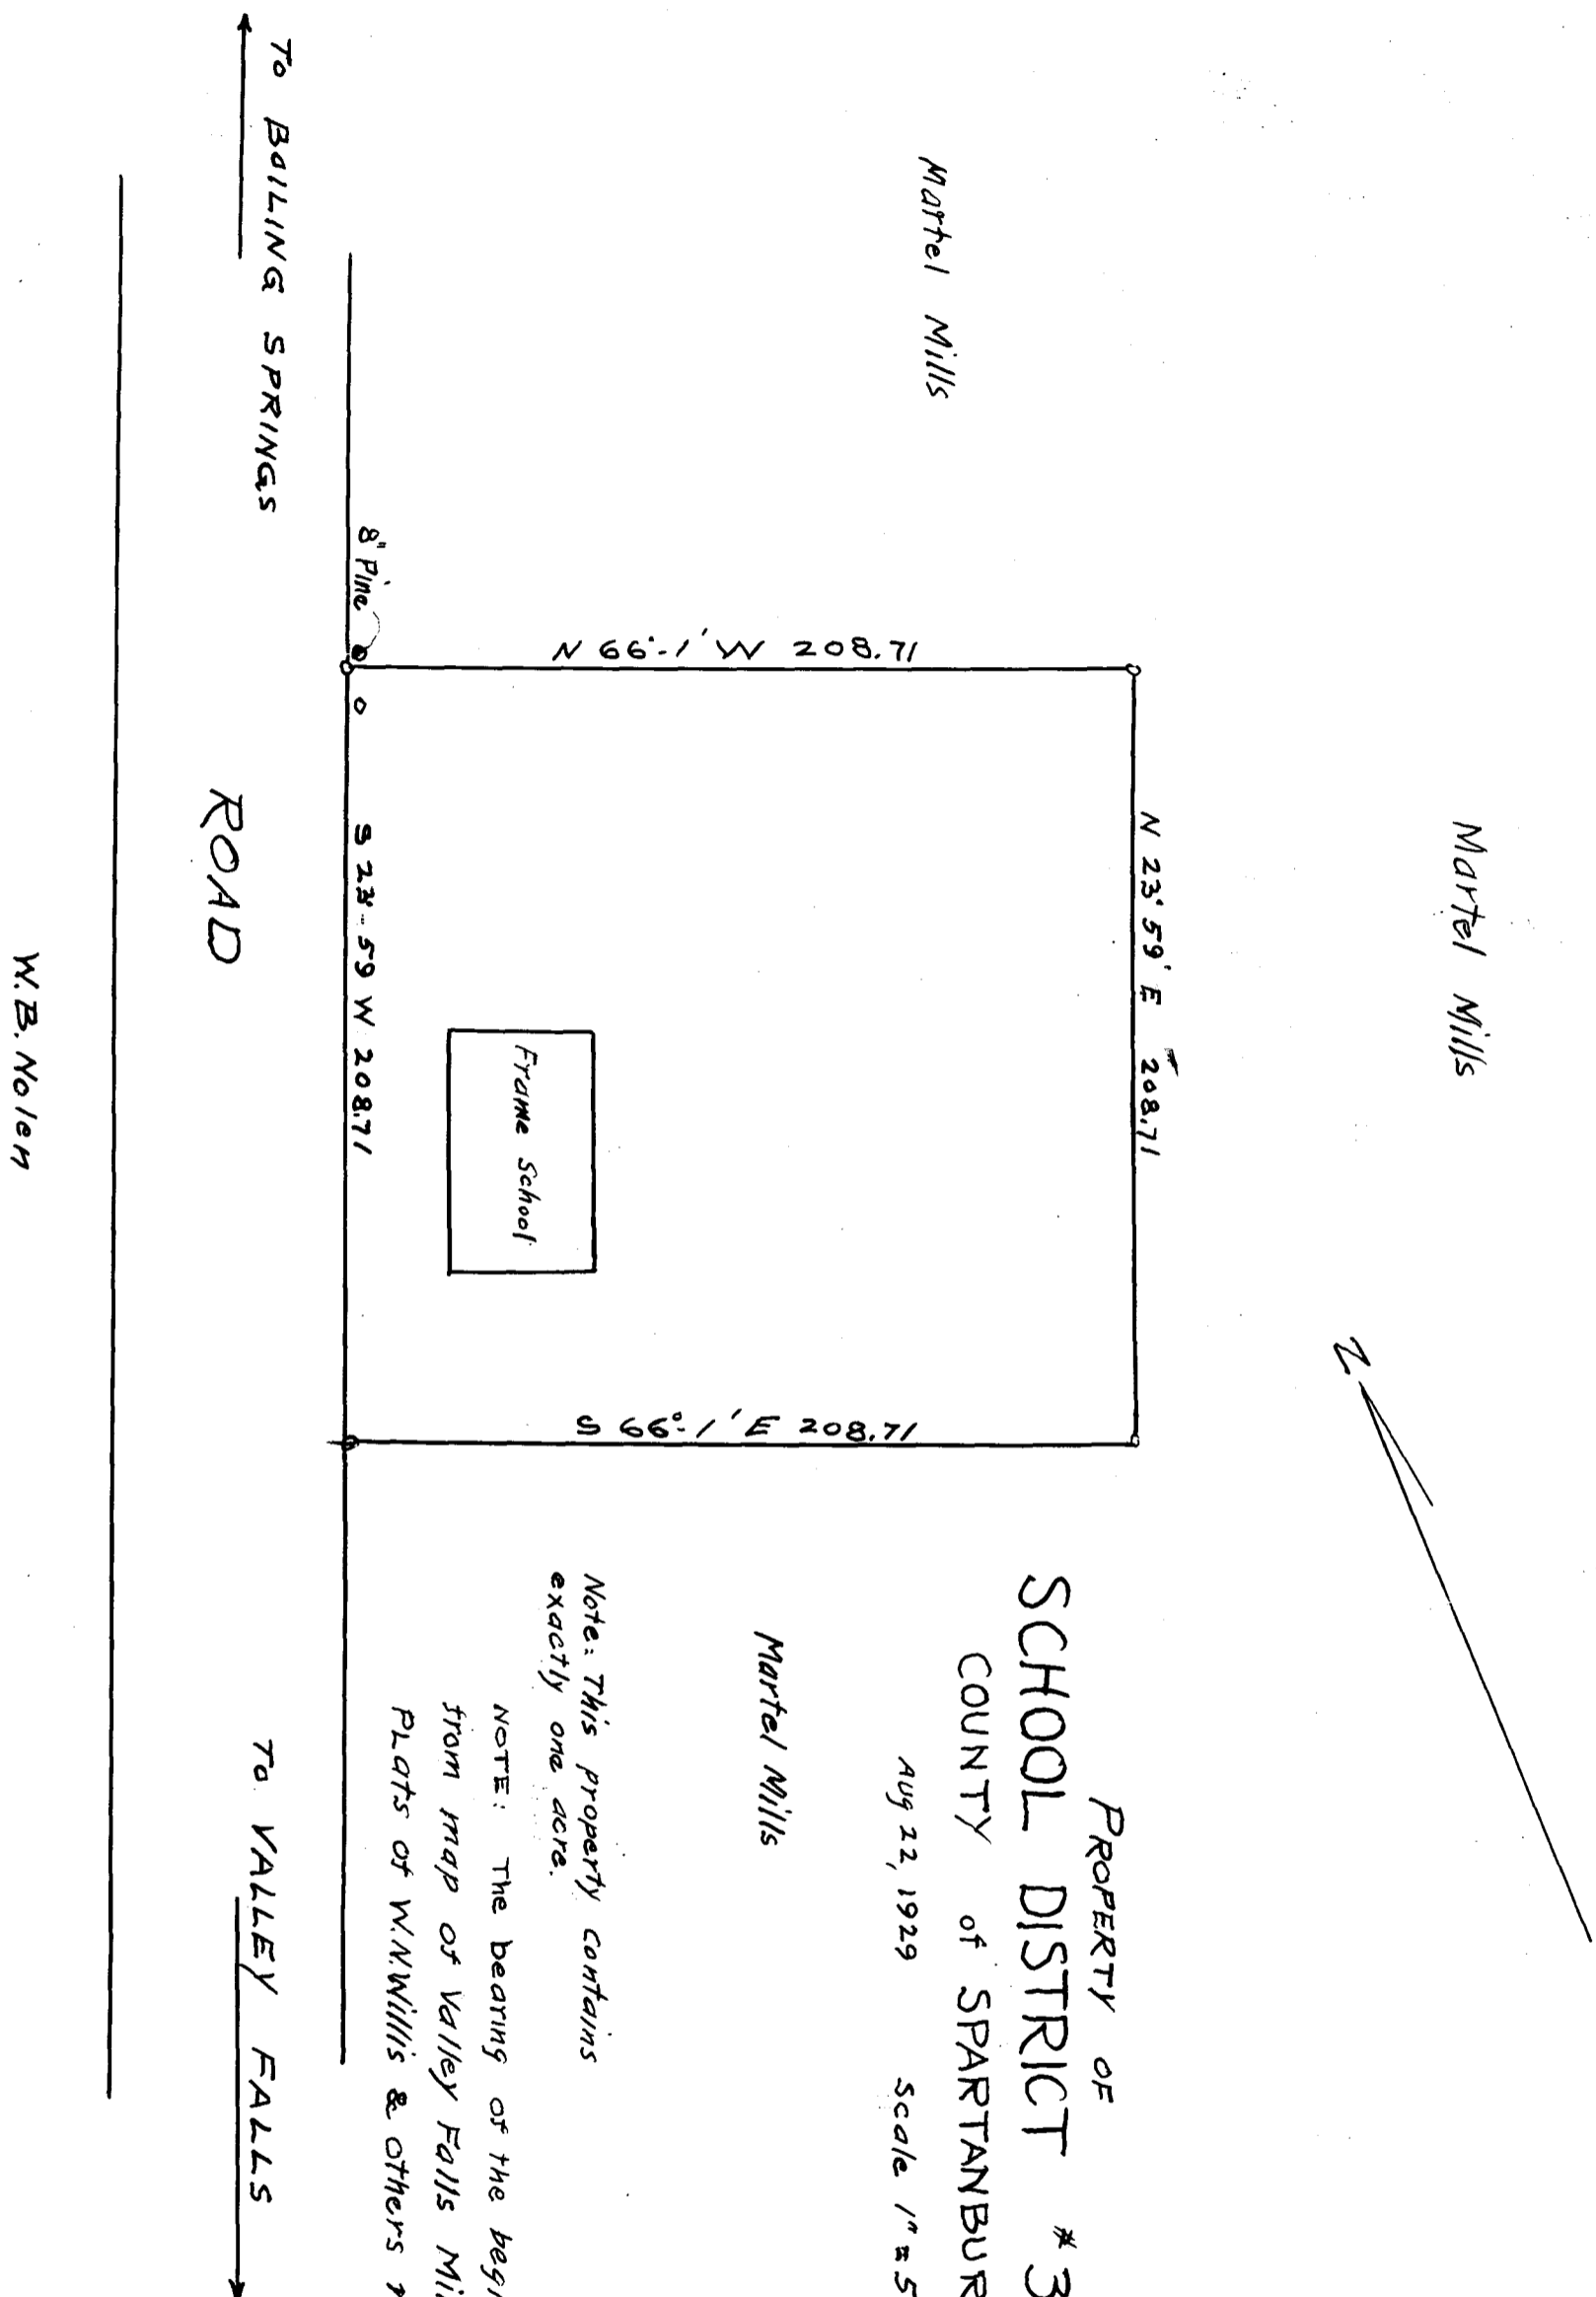 Martel Mills
Martel Mills
N 23° 59' E 208.71
N 66°-1' W 208.71
S 66°-1' E 208.71
Frame School
8" Pine
S 23-59 W 208.71
PROPERTY OF
SCHOOL DISTRICT #3
COUNTY of SPARTANBUR
Aug 22, 1929 Scale 1" = 5
Martel Mills
Note: This property contains
exactly one acre.
NOTE: The bearing of the beg
from map of Valley Falls Mi
PLats of W.N.Willis & others
TO BOILING SPRINGS
ROAD
To VALLEY FALLS
W.B. Nolen
N